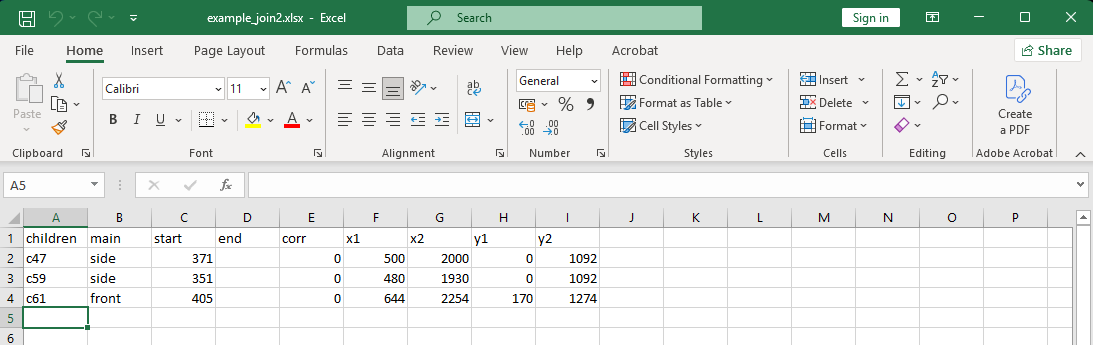 example_join2.xlsx - Excel
Search
Sign in
File Home Insert Page Layout Formulas Data Review View Help Acrobat
Share
Paste
Calibri 11
B I U A
ab
General
% 9
.00 .00
Conditional Formatting
Format as Table
Cell Styles
Insert
Delete
Format
Create
a PDF
Clipboard Font Alignment Number Styles Cells Editing Adobe Acrobat
A5 fx
A B C D E F G H I J K L M N O P
1 children main start end corr x1 x2 y1 y2
2 c47 side 371 0 500 2000 0 1092
3 c59 side 351 0 480 1930 0 1092
4 c61 front 405 0 644 2254 170 1274
5
6